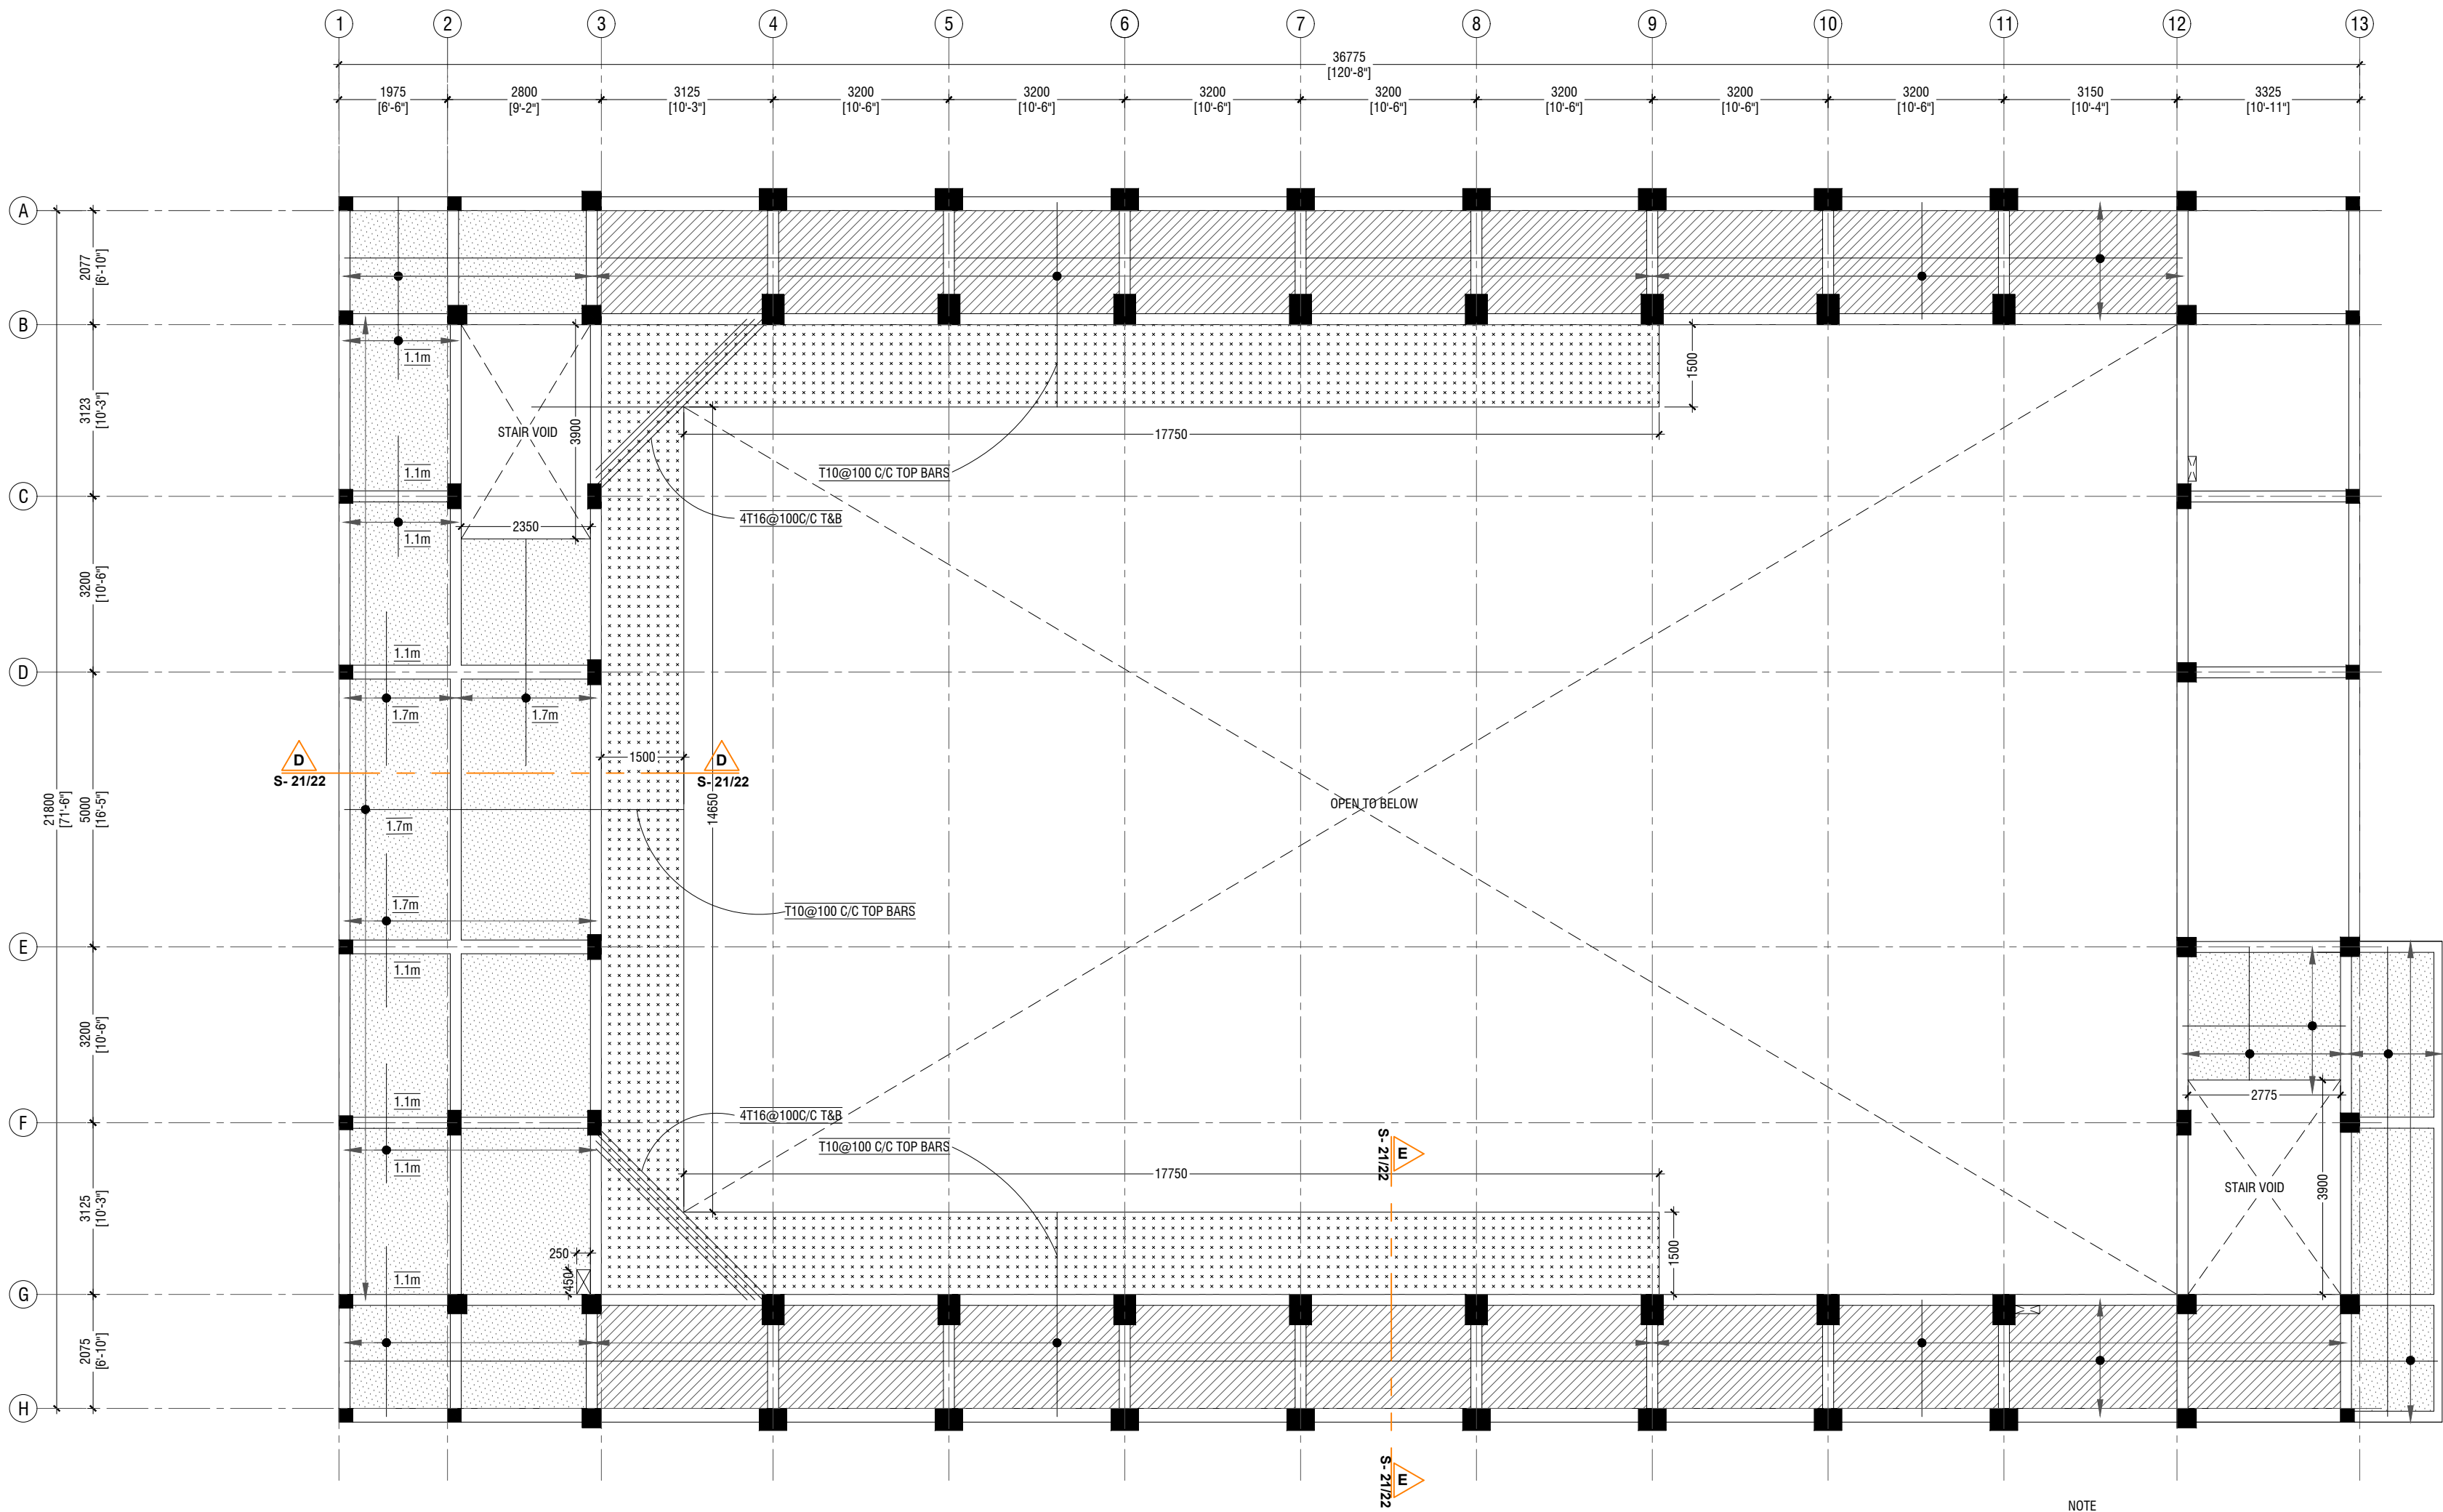 1 2 3 4 5 6 7 8 9 10 11 12 13
36775
[120'-8"]
1975 2800 3125 3200 3200 3200 3200 3200 3200 3200 3150 3325
[6'-6"] [9'-2"] [10'-3"] [10'-6"] [10'-6"] [10'-6"] [10'-6"] [10'-6"] [10'-6"] [10'-6"] [10'-4"] [10'-11"]
A
2077
[6'-10"]
B
1.1m
1500
3123
[10'-3"]
STAIR VOID
3900
17750
1.1m
T10@100 C/C TOP BARS
C
4T16@100C/C T&B
2350
1.1m
3200
[10'-6"]
1.1m
D
1.7m
1.7m
D
S- 21/22
1500
D
S- 21/22
21800
[71'-6"]
5000
[16'-5"]
14650
OPEN TO BELOW
1.7m
1.7m
T10@100 C/C TOP BARS
E
1.1m
3200
[10'-6"]
2775
1.1m
4T16@100C/C T&B
F
T10@100 C/C TOP BARS
S- 21/22
E
1.1m
17750
STAIR VOID
3900
3125
[10'-3"]
250
450
1500
1.1m
G
2075
[6'-10"]
H
S- 21/22
E
NOTE